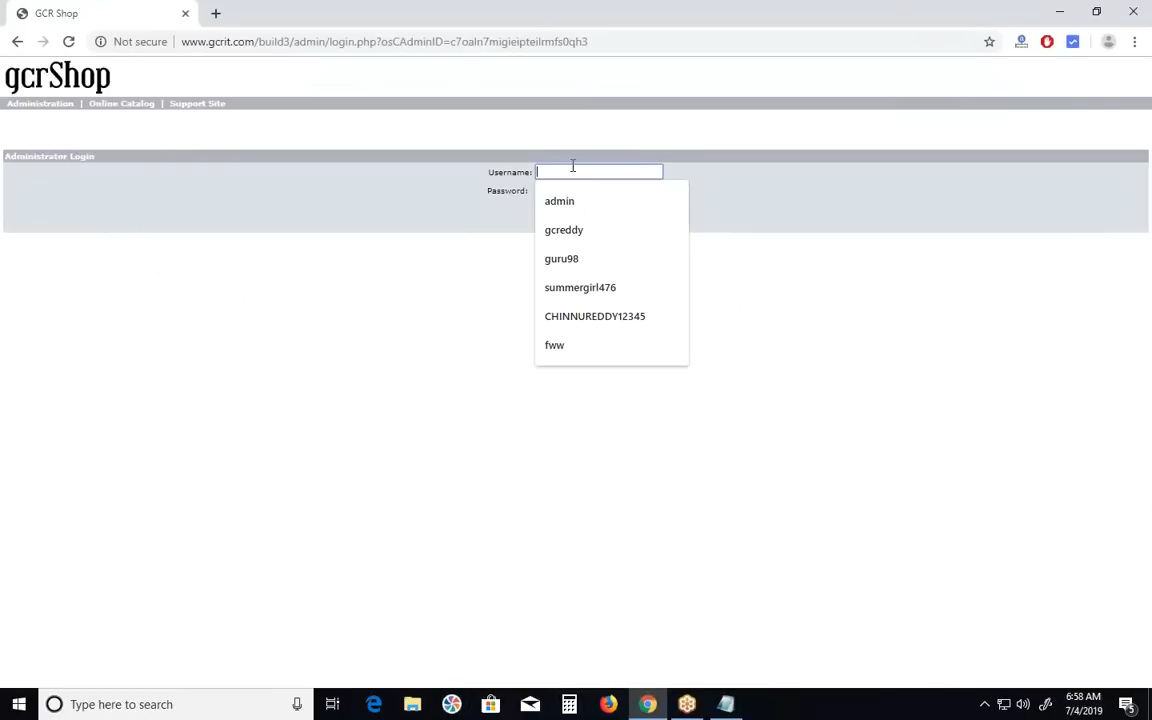 GCR Shop
Not secure
www.gcrit.com/build3/admin/login.php?osCAdminID=c7oaln7migieipteilrmfs0qh3
gcrShop
Administration | Online Catalog | Support Site
Administrator Login
Username:
Password:
admin
gcreddy
guru98
summergirl476
CHINNUREDDY12345
fww
Type here to search
6:58 AM
7/4/2019
5